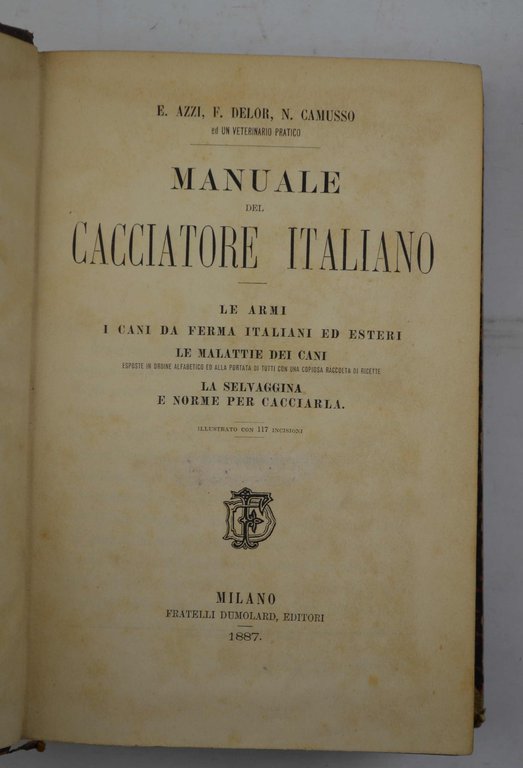 E. AZZI, F. DELOR, N. CAMUSSO
ed UN VETERINARIO PRATICO
MANUALE
DEL
CACCIATORE ITALIANO
LE ARMI
I CANI DA FERMA ITALIANI ED ESTERI
LE MALATTIE DEI CANI
ESPOSTE IN ORDINE ALFABETICO ED ALLA PORTATA DI TUTTI CON UNA COPIOSA RACCOLTA DI RICETTE
LA SELVAGGINA
E NORME PER CACCIARLA.
ILLUSTRATO CON 117 INCISIONI
MILANO
FRATELLI DUMOLARD, EDITORI
1887.